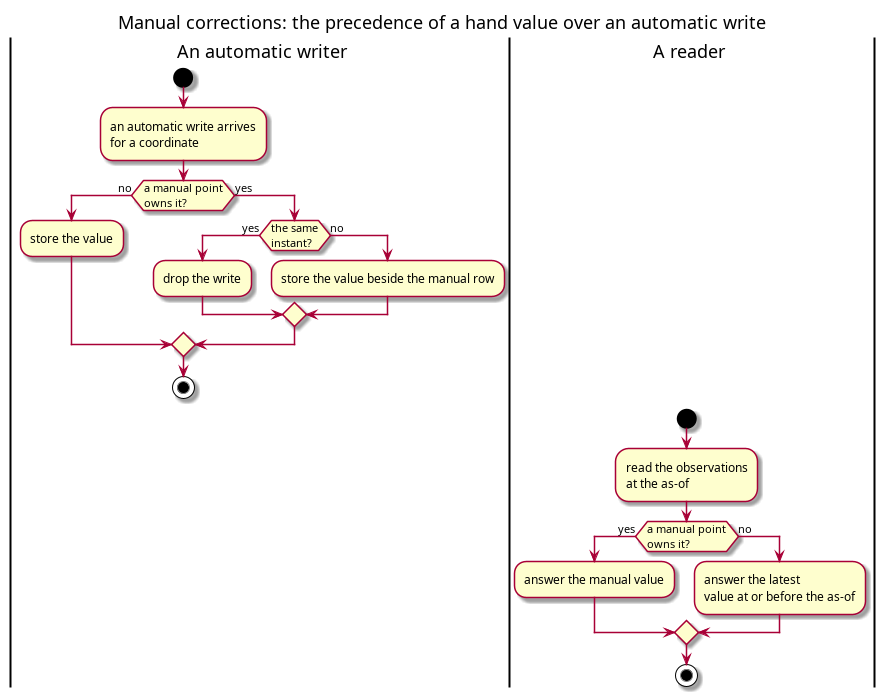 Manual corrections: the precedence of a hand value over an automatic write
An automatic writer
A reader
an automatic write arrives
for a coordinate
no
a manual point
owns it?
yes
store the value
yes
the same
instant?
no
drop the write
store the value beside the manual row
read the observations
at the as-of
yes
a manual point
owns it?
no
answer the manual value
answer the latest
value at or before the as-of